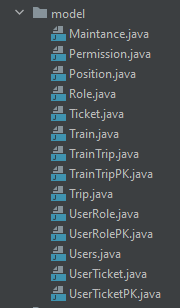 model
Maintance.java
Permission.java
Position.java
Role.java
Ticket.java
Train.java
TrainTrip.java
TrainTripPK.java
Trip.java
UserRole.java
UserRolePK.java
Users.java
UserTicket.java
UserTicketPK.java